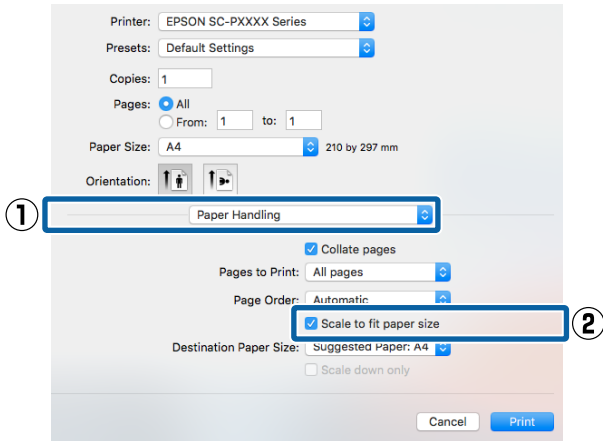 Printer: EPSON SC-PXXXX Series
Presets: Default Settings
Copies: 1
Pages: All
From: 1 to: 1
Paper Size: A4 210 by 297 mm
Orientation:
1 Paper Handling
Collate pages
Pages to Print: All pages
Page Order: Automatic
Scale to fit paper size 2
Destination Paper Size: Suggested Paper: A4
Scale down only
Cancel Print